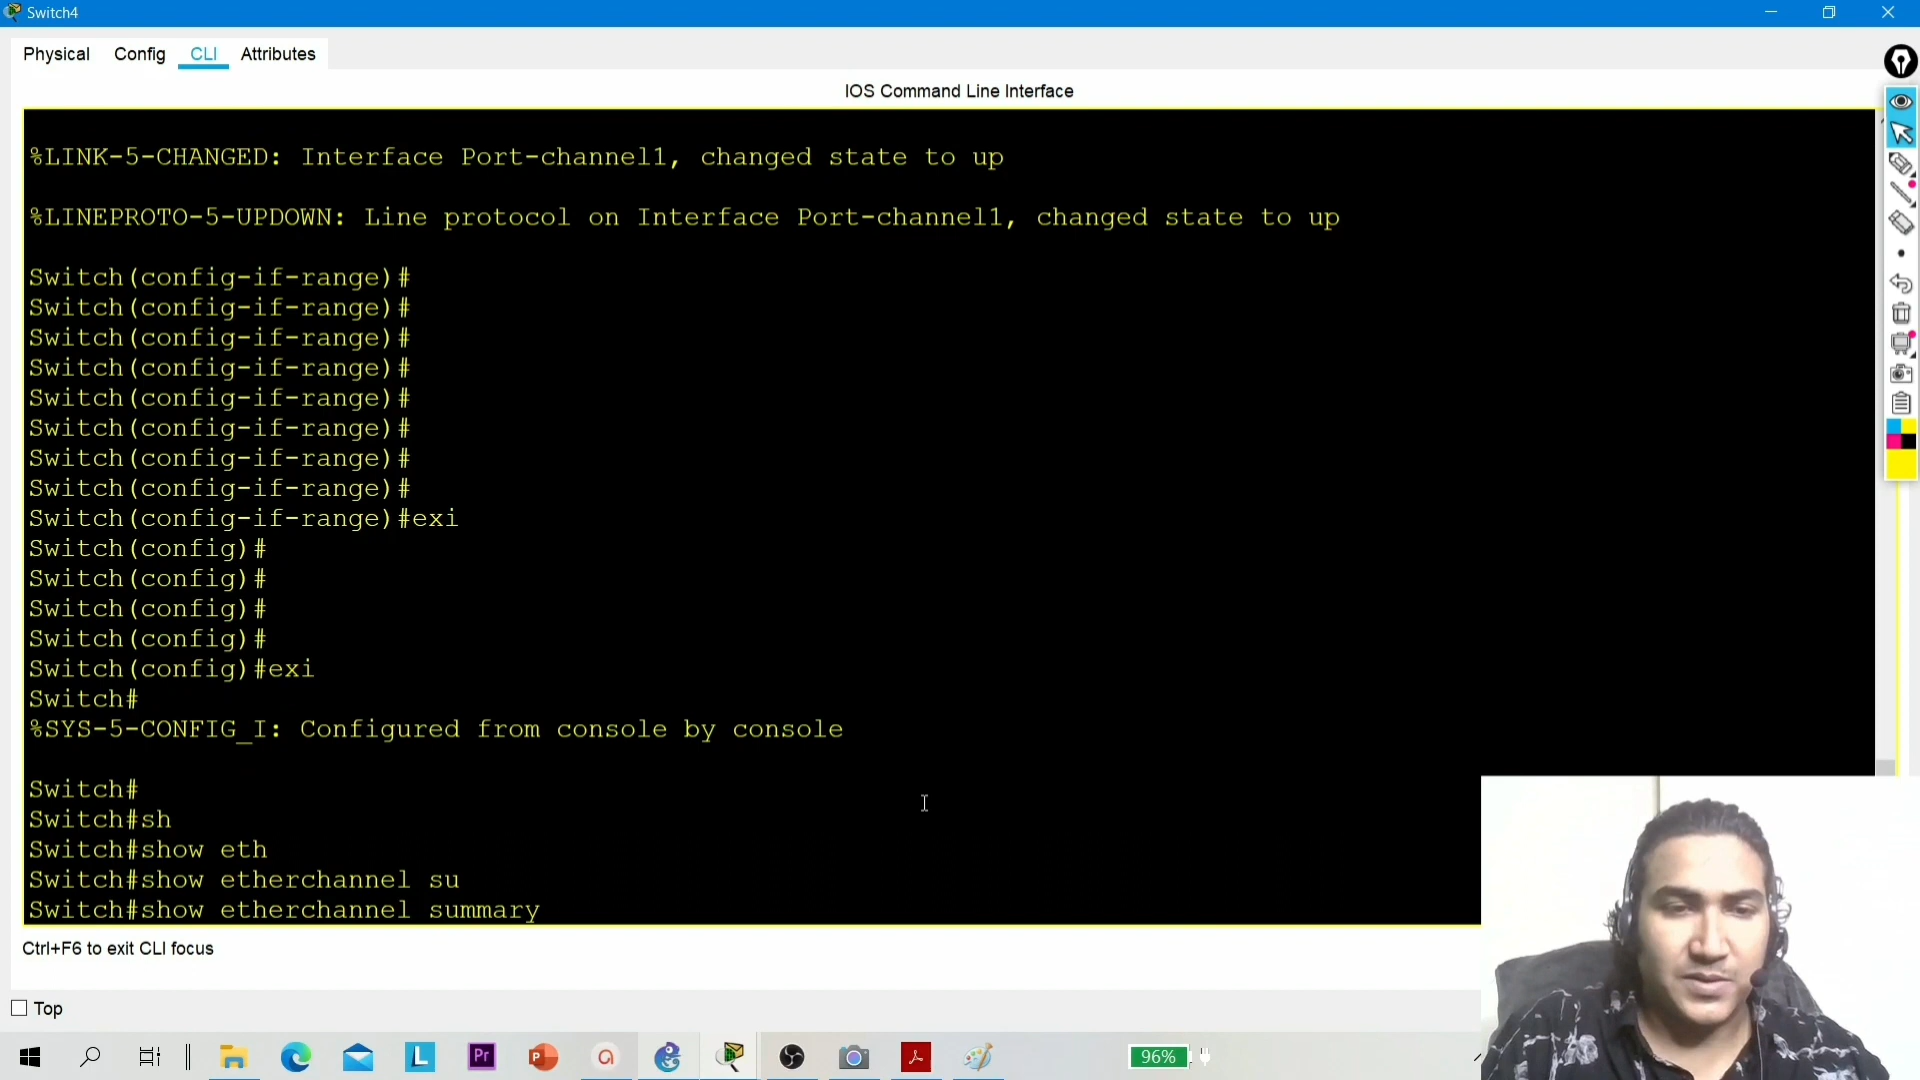 Switch4
Physical Config CLI Attributes
IOS Command Line Interface
%LINK-5-CHANGED: Interface Port-channel1, changed state to up
%LINEPROTO-5-UPDOWN: Line protocol on Interface Port-channel1, changed state to up
Switch(config-if-range)#
Switch(config-if-range)#
Switch(config-if-range)#
Switch(config-if-range)#
Switch(config-if-range)#
Switch(config-if-range)#
Switch(config-if-range)#
Switch(config-if-range)#
Switch(config-if-range)#exi
Switch(config)#
Switch(config)#
Switch(config)#
Switch(config)#
Switch(config)#exi
Switch#
%SYS-5-CONFIG_I: Configured from console by console
Switch#
Switch#sh
Switch#show eth
Switch#show etherchannel su
Switch#show etherchannel summary
Ctrl+F6 to exit CLI focus
Top
L Pr P 96%